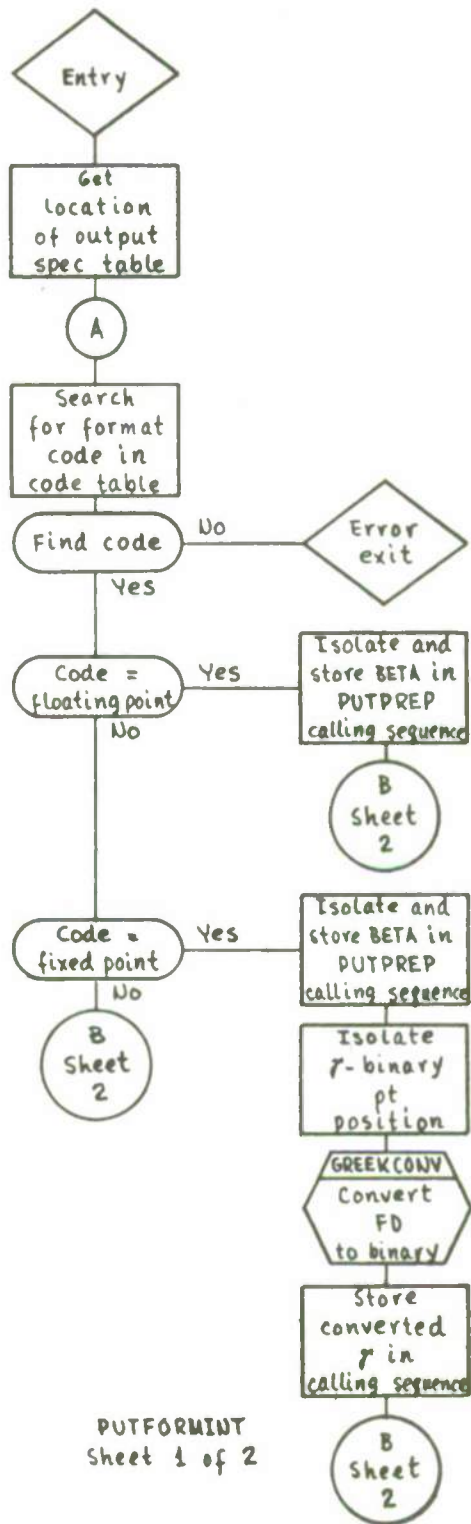 Entry
Get
location
of output
spec table
A
Search
for format
code in
code table
Find code
No
Error
exit
Yes
Code =
floating point
Yes
Isolate and
store BETA in
PUTPREP
calling sequence
No
B
Sheet
2
Code =
fixed point
Yes
Isolate and
store BETA in
PUTPREP
calling sequence
No
B
Sheet
2
Isolate
γ-binary
pt
position
GREEKCONV
Convert
FD
to binary
Store
converted
γ in
calling sequence
B
Sheet
2
PUTFORMINT
Sheet 1 of 2